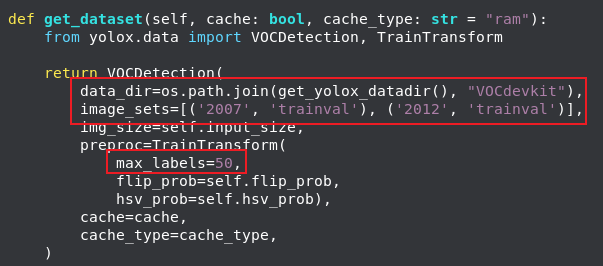 def get_dataset(self, cache: bool, cache_type: str = "ram"):
    from yolox.data import VOCDetection, TrainTransform

    return VOCDetection(
        data_dir=os.path.join(get_yolox_datadir(), "VOCdevkit"),
        image_sets=[('2007', 'trainval'), ('2012', 'trainval')],
        img_size=self.input_size,
        preproc=TrainTransform(
            max_labels=50,
            flip_prob=self.flip_prob,
            hsv_prob=self.hsv_prob),
        cache=cache,
        cache_type=cache_type,
    )